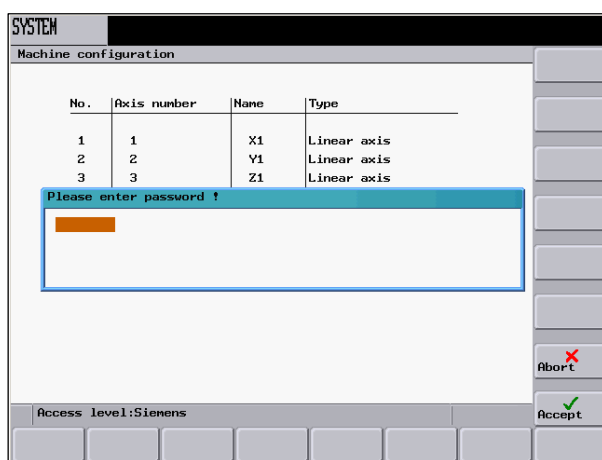 SYSTEM
Machine configuration
No. Axis number Name Type
1 1 X1 Linear axis
2 2 Y1 Linear axis
3 3 Z1 Linear axis
Please enter password !
Abort
Access level:Siemens
Accept